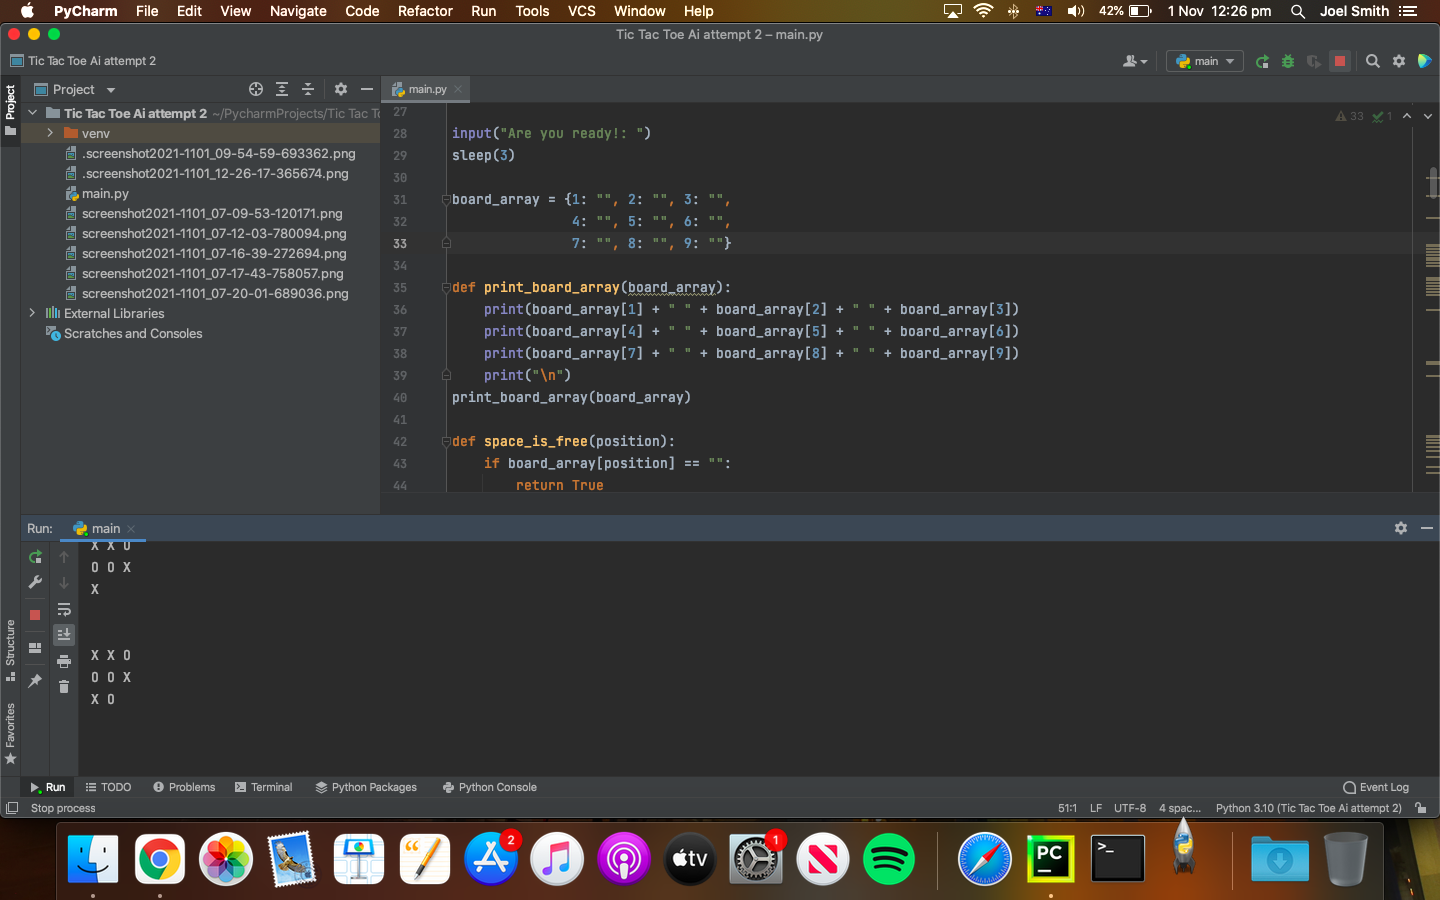 PyCharm File Edit View Navigate Code Refactor Run Tools VCS Window Help 42% 1 Nov 12:26 pm Joel Smith
Tic Tac Toe Ai attempt 2 – main.py
Tic Tac Toe Ai attempt 2
main
Project
Project
main.py
Tic Tac Toe Ai attempt 2 ~/PycharmProjects/Tic Tac To
venv
.screenshot2021-1101_09-54-59-693362.png
.screenshot2021-1101_12-26-17-365674.png
main.py
screenshot2021-1101_07-09-53-120171.png
screenshot2021-1101_07-12-03-780094.png
screenshot2021-1101_07-16-39-272694.png
screenshot2021-1101_07-17-43-758057.png
screenshot2021-1101_07-20-01-689036.png
External Libraries
Scratches and Consoles
33 1
27
28 input("Are you ready!: ")
29 sleep(3)
30
31 board_array = {1: "", 2: "", 3: "",
32 4: "", 5: "", 6: "",
33 7: "", 8: "", 9: ""}
34
35 def print_board_array(board_array):
36 print(board_array[1] + " " + board_array[2] + " " + board_array[3])
37 print(board_array[4] + " " + board_array[5] + " " + board_array[6])
38 print(board_array[7] + " " + board_array[8] + " " + board_array[9])
39 print("\n")
40 print_board_array(board_array)
41
42 def space_is_free(position):
43 if board_array[position] == "":
44 return True
Run: main
X X O
O O X
X
X X O
O O X
X O
Structure
Favorites
Run TODO Problems Terminal Python Packages Python Console Event Log
Stop process 51:1 LF UTF-8 4 spac... Python 3.10 (Tic Tac Toe Ai attempt 2)
2
tv
1
PC
>_